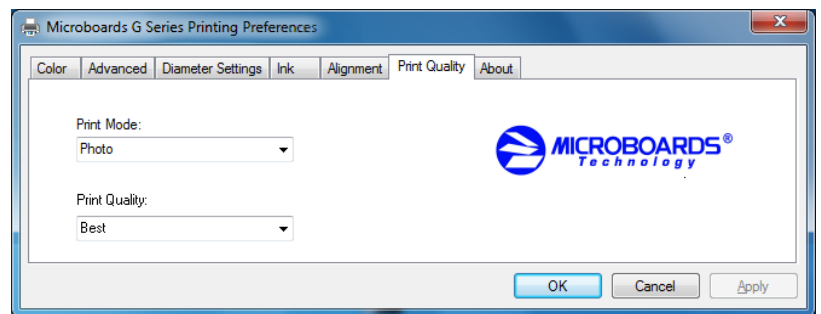 Microboards G Series Printing Preferences
Color Advanced Diameter Settings Ink Alignment Print Quality About
Print Mode:
Photo
MICROBOARDS®
Technology
Print Quality:
Best
OK Cancel Apply